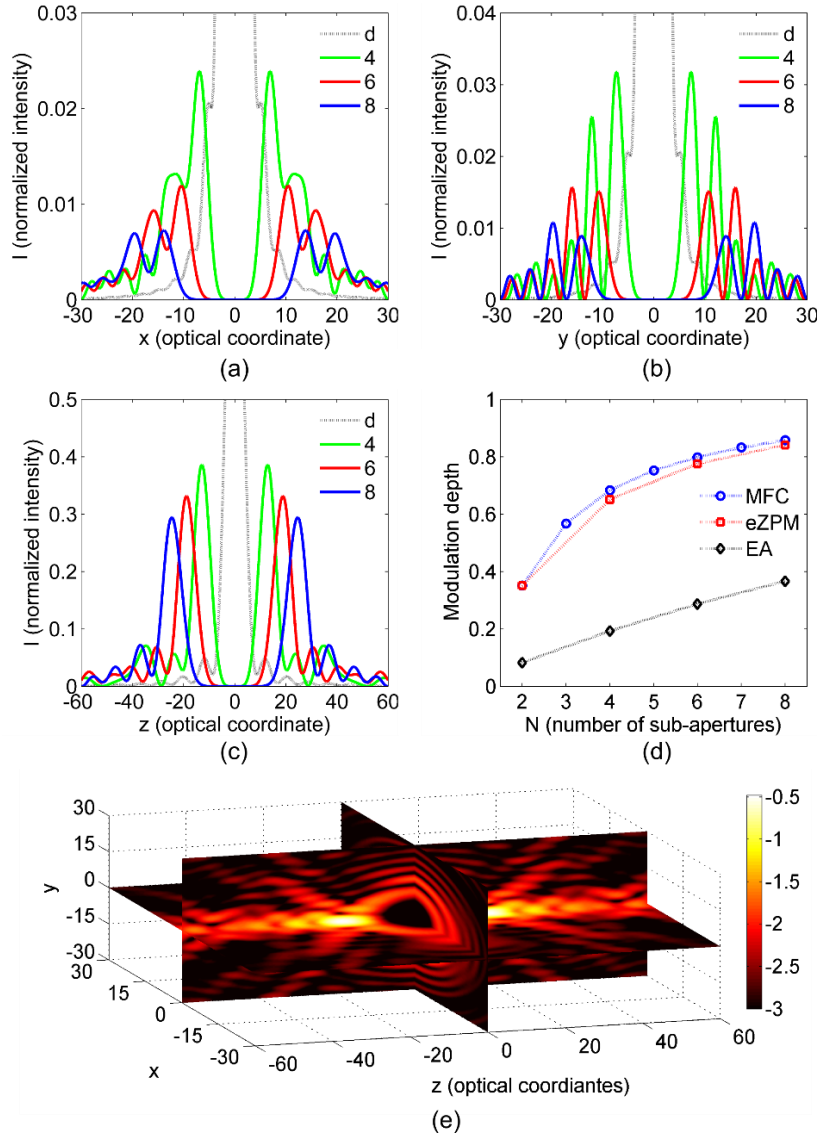 d
4
6
8
I (normalized intensity)
0.03
0.02
0.01
0
-30 -20 -10 0 10 20 30
x (optical coordinate)
(a)
d
4
6
8
I (normalized intensity)
0.04
0.03
0.02
0.01
0
-30 -20 -10 0 10 20 30
y (optical coordinate)
(b)
d
4
6
8
I (normalized intensity)
0.5
0.4
0.3
0.2
0.1
0
-60 -40 -20 0 20 40 60
z (optical coordinate)
(c)
Modulation depth
1
0.8
0.6
0.4
0.2
0
MFC
eZPM
EA
2 3 4 5 6 7 8
N (number of sub-apertures)
(d)
30
15
0
-15
-30
y
30
15
0
-15
-30
x
-60 -40 -20 0 20 40 60
z (optical coordiantes)
-0.5
-1
-1.5
-2
-2.5
-3
(e)